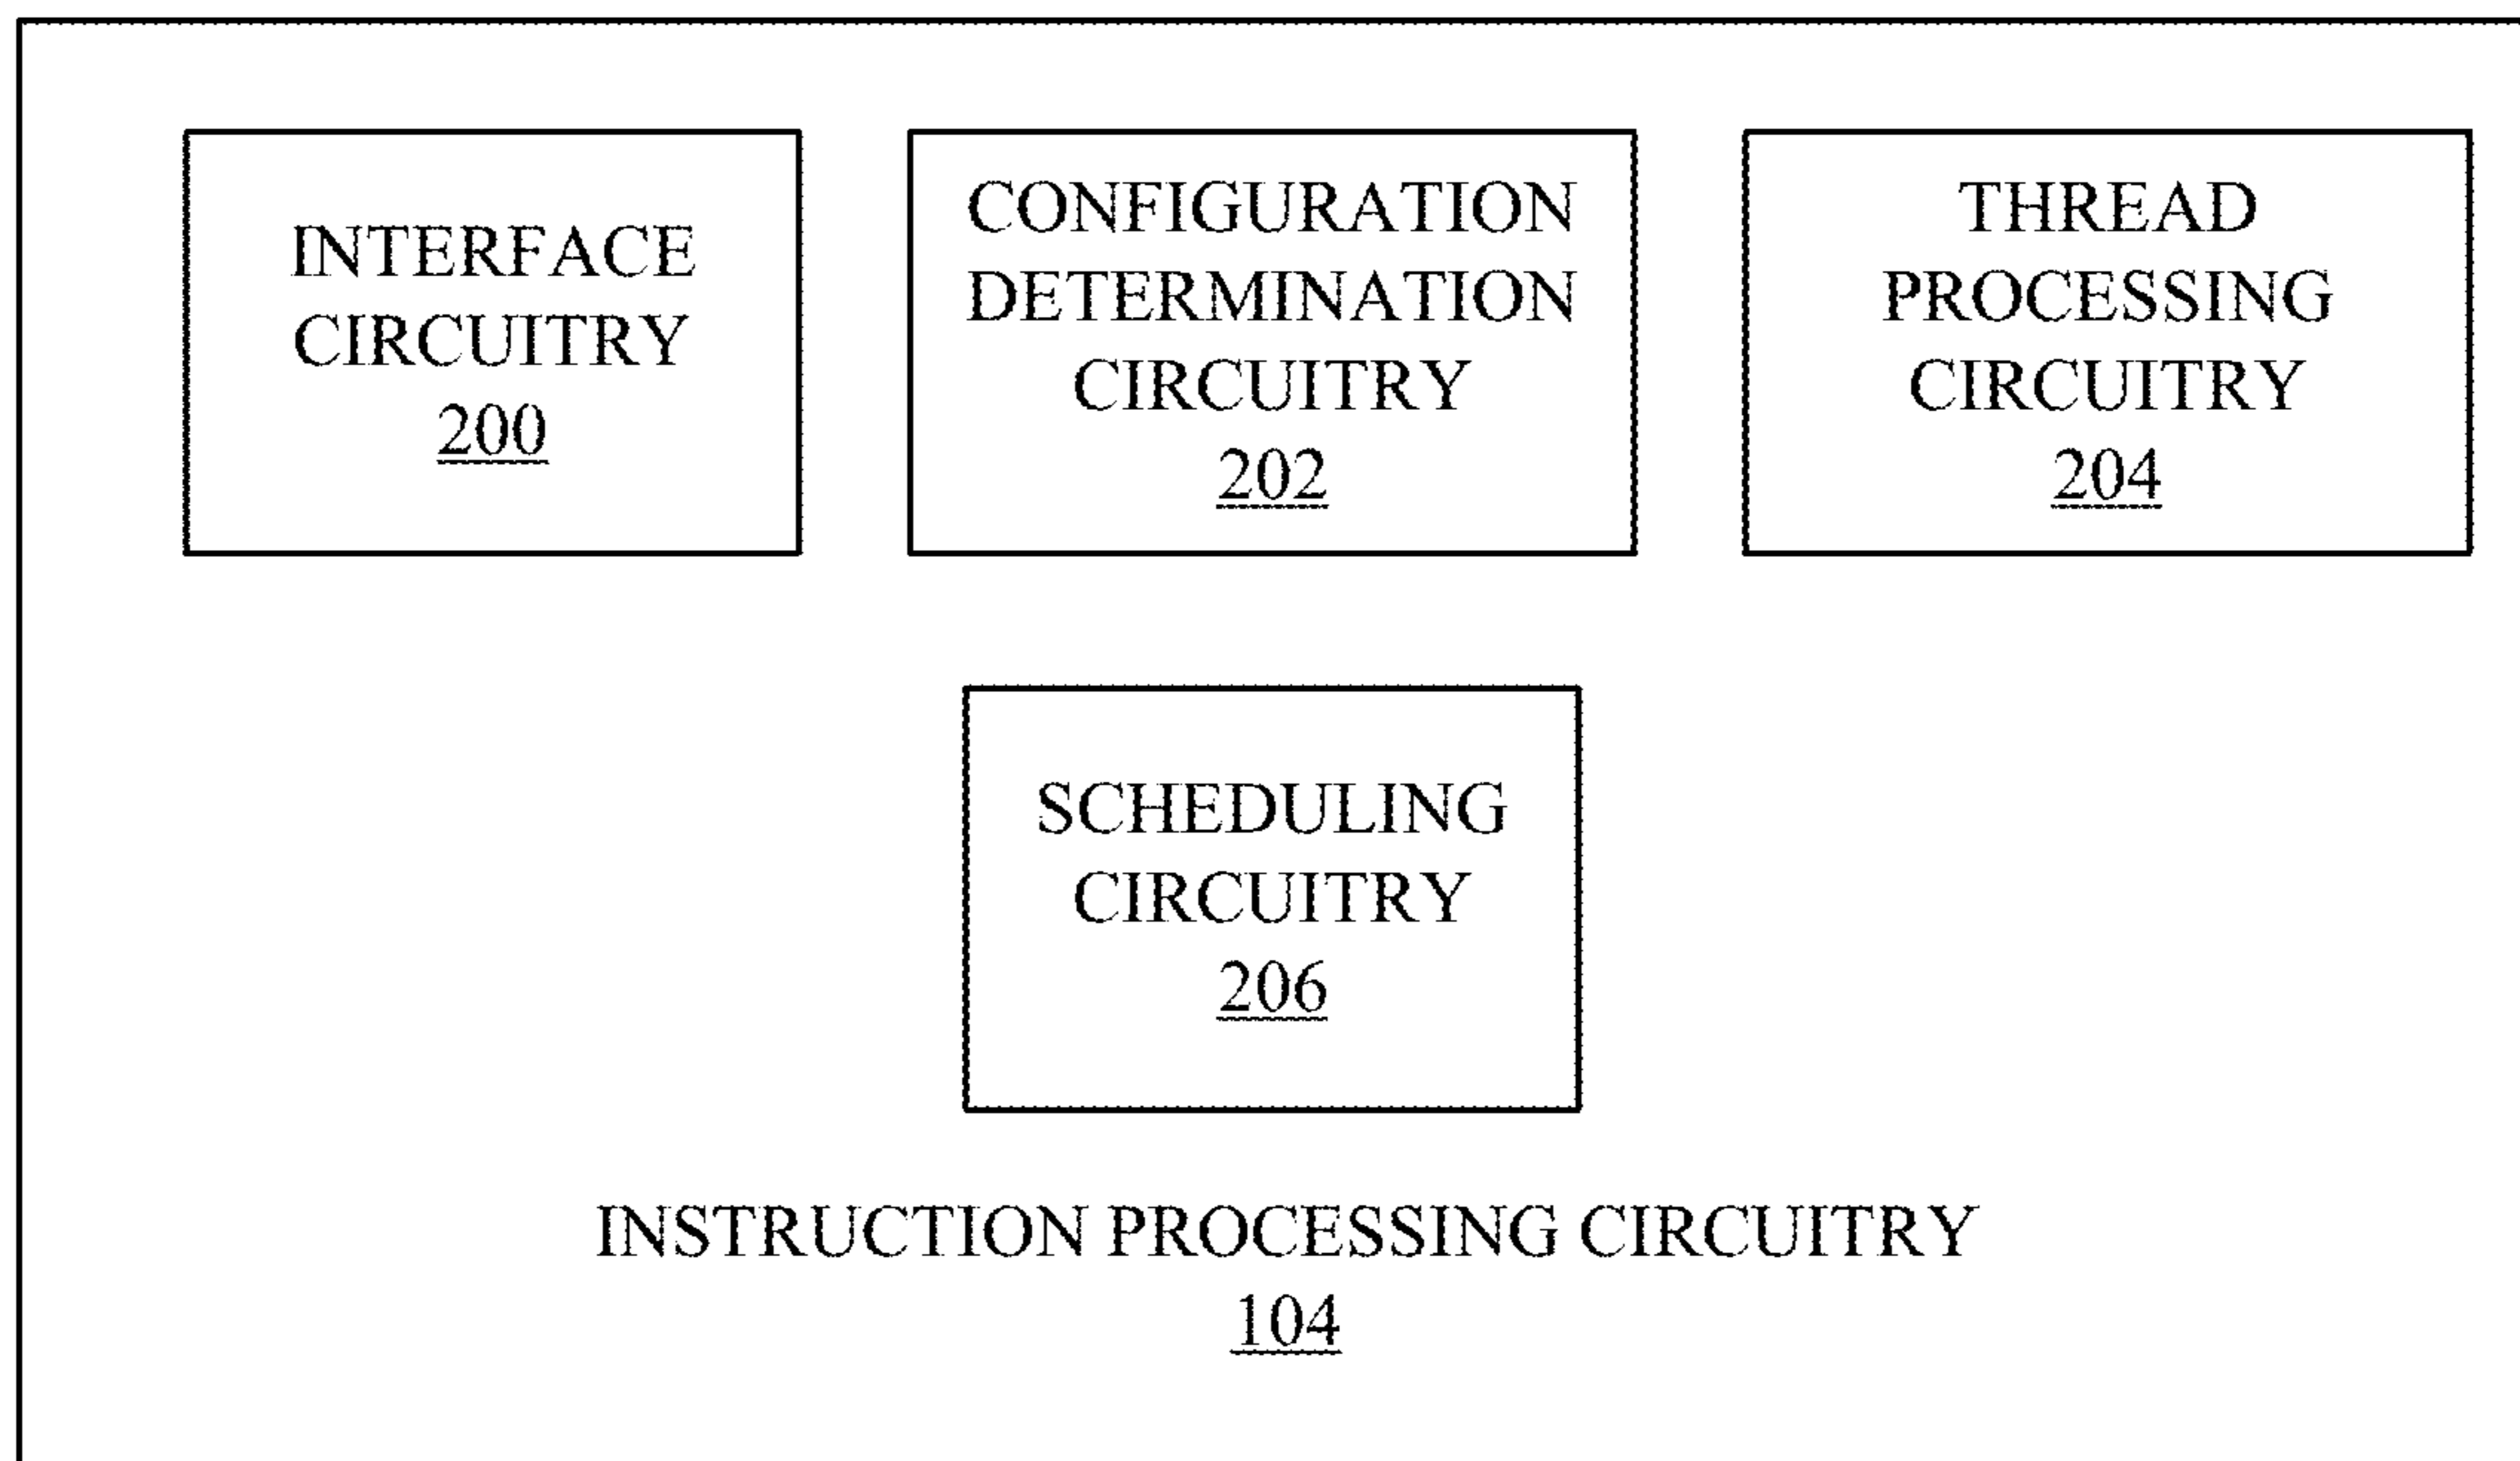 INTERFACE
CIRCUITRY
200
CONFIGURATION
DETERMINATION
CIRCUITRY
202
THREAD
PROCESSING
CIRCUITRY
204
SCHEDULING
CIRCUITRY
206
INSTRUCTION PROCESSING CIRCUITRY
104